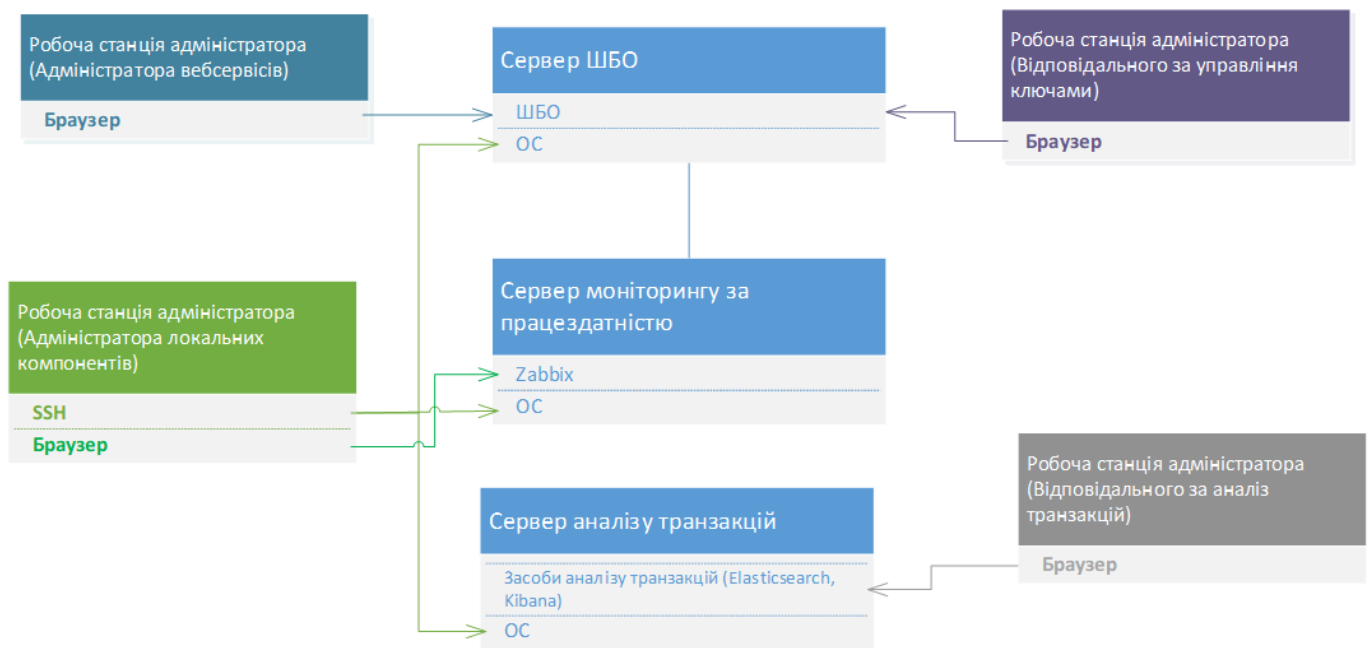 Робоча станція адміністратора
(Адміністратора вебсервісів)
Браузер
Сервер ШБО
ШБО
ОС
Робоча станція адміністратора
(Відповідального за управління
ключами)
Браузер
Робоча станція адміністратора
(Адміністратора локальних
компонентів)
SSH
Браузер
Сервер моніторингу за
працездатністю
Zabbix
ОС
Сервер аналізу транзакцій
Засоби аналізу транзакцій (Elasticsearch,
Kibana)
ОС
Робоча станція адміністратора
(Відповідального за аналіз
транзакцій)
Браузер